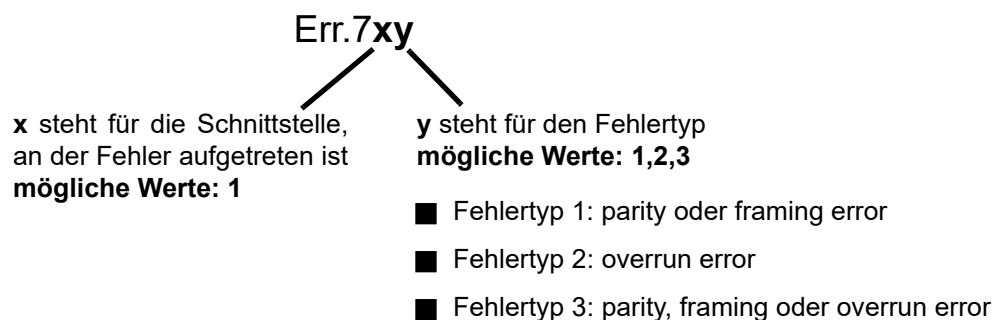 Err.7xy
x steht für die Schnittstelle,
an der Fehler aufgetreten ist
mögliche Werte: 1
y steht für den Fehlertyp
mögliche Werte: 1,2,3
Fehlertyp 1: parity oder framing error
Fehlertyp 2: overrun error
Fehlertyp 3: parity, framing oder overrun error